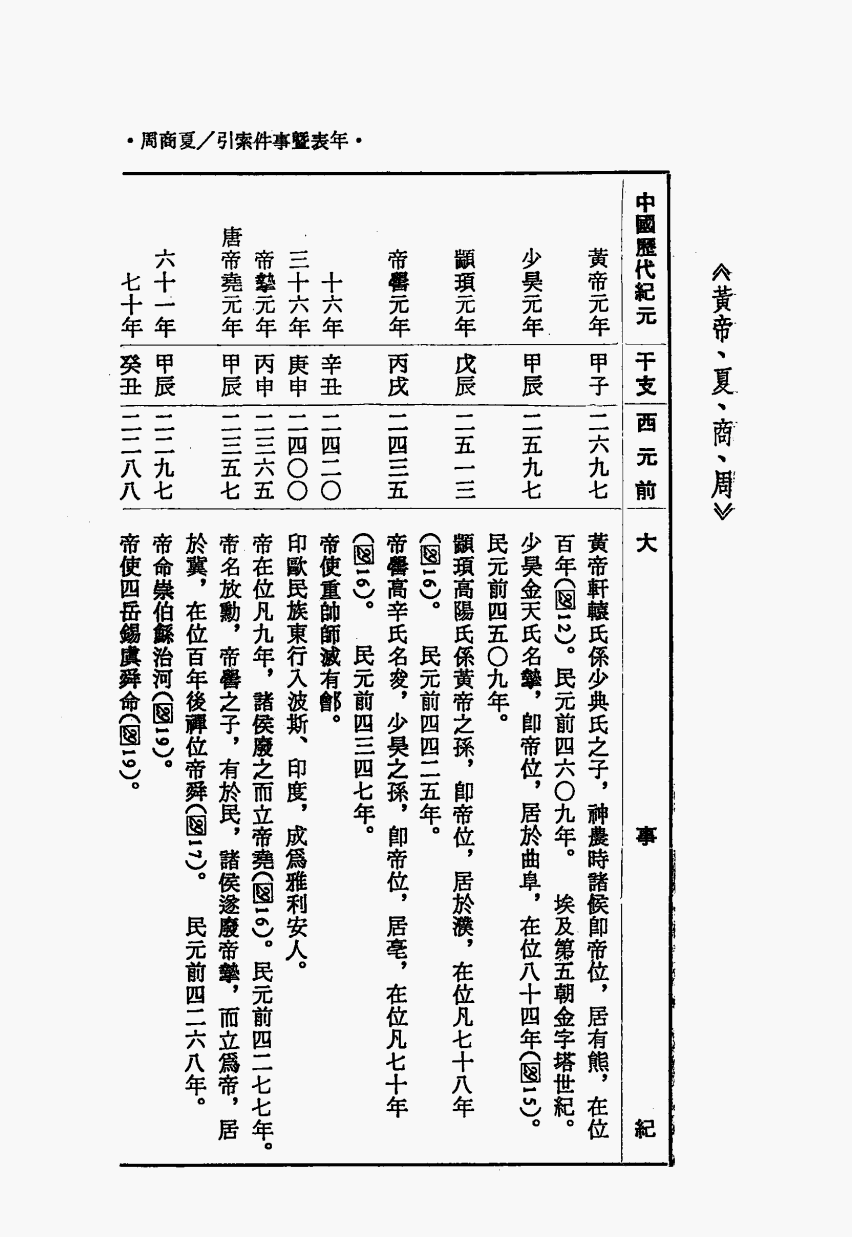 ・年表暨事件索引／夏商周・
《黃帝、夏、商、周》
中國歷代紀元 干支 西元前 大事紀
黃帝元年 甲子 二六九七 黃帝軒轅氏係少典氏之子，神農時諸侯卽帝位，居有熊，在位
百年(図12)。民元前四六〇九年。 埃及第五朝金字塔世紀。
少昊元年 甲辰 二五九七 少昊金天氏名摯，卽帝位，居於曲阜，在位八十四年(図15)。
民元前四五〇九年。
顓頊元年 戊辰 二五一三 顓頊高陽氏係黃帝之孫，卽帝位，居於濮，在位凡七十八年
(図16)。 民元前四四二五年。
帝嚳元年 丙戌 二四三五 帝嚳高辛氏名夋，少昊之孫，卽帝位，居亳，在位凡七十年
(図16)。 民元前四三四七年。
十六年 辛丑 二四二〇 帝使重帥師滅有鄶。
三十六年 庚申 二四〇〇 印歐民族東行入波斯、印度，成爲雅利安人。
帝摯元年 丙申 二三六五 帝在位凡九年，諸侯廢之而立帝堯(図16)。民元前四二七七年。
唐帝堯元年 甲辰 二三五七 帝名放勳，帝嚳之子，有於民，諸侯遂廢帝摯，而立爲帝，居
於冀，在位百年後禪位帝舜(図17)。 民元前四二六八年。
六十一年 甲辰 二二九七 帝命崇伯鯀治河(図19)。
七十年 癸丑 二二八八 帝使四岳錫虞舜命(図19)。